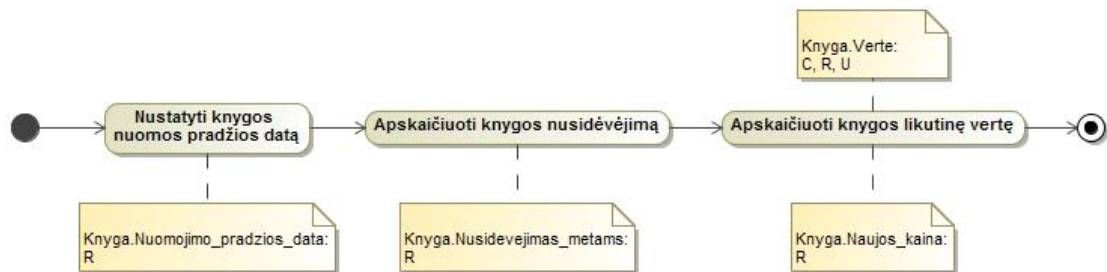 Knyga.Verte:
C, R, U
Nustatyti knygos
nuomos pradžios datą
Apskaičiuoti knygos nusidėvėjimą
Apskaičiuoti knygos likutinę vertę
Knyga.Nuomojimo_pradzios_data:
R
Knyga.Nusidevejimas_metams:
R
Knyga.Naujos_kaina:
R